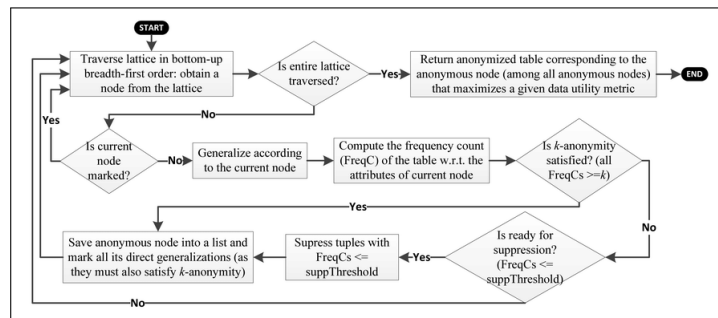 START
Traverse lattice in bottom-up
breadth-first order: obtain a
node from the lattice
Is entire lattice
traversed?
Yes
Return anonymized table corresponding to the
anonymous node (among all anonymous nodes)
that maximizes a given data utility metric
END
No
Yes
Is current
node
marked?
No
Generalize according
to the current node
Compute the frequency count
(FreqC) of the table w.r.t. the
attributes of current node
Is k-anonymity
satisfied? (all
FreqCs >=k)
Yes
No
Save anonymous node into a list and
mark all its direct generalizations (as
they must also satisfy k-anonymity)
Supress tuples with
FreqCs <=
suppThreshold
Yes
Is ready for
suppression?
(FreqCs <=
suppThreshold)
No